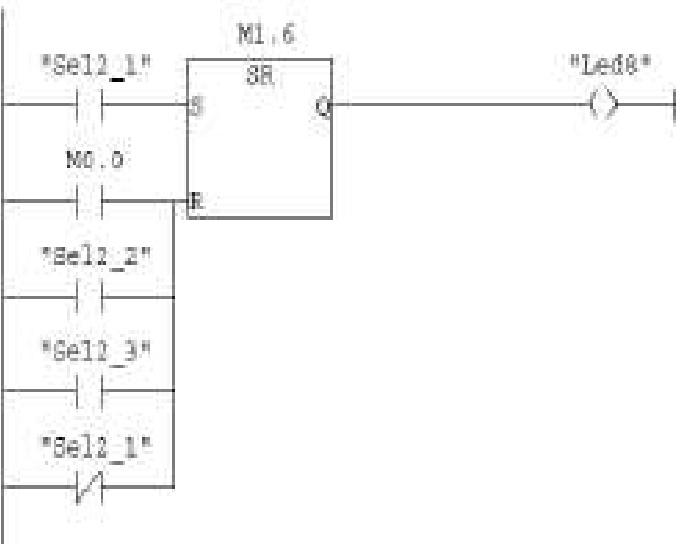 M1.6
"Sel2_1"
SR
"Led8"
S
Q
M0.0
R
"Sel2_2"
"Sel2_3"
"Sel2_1"